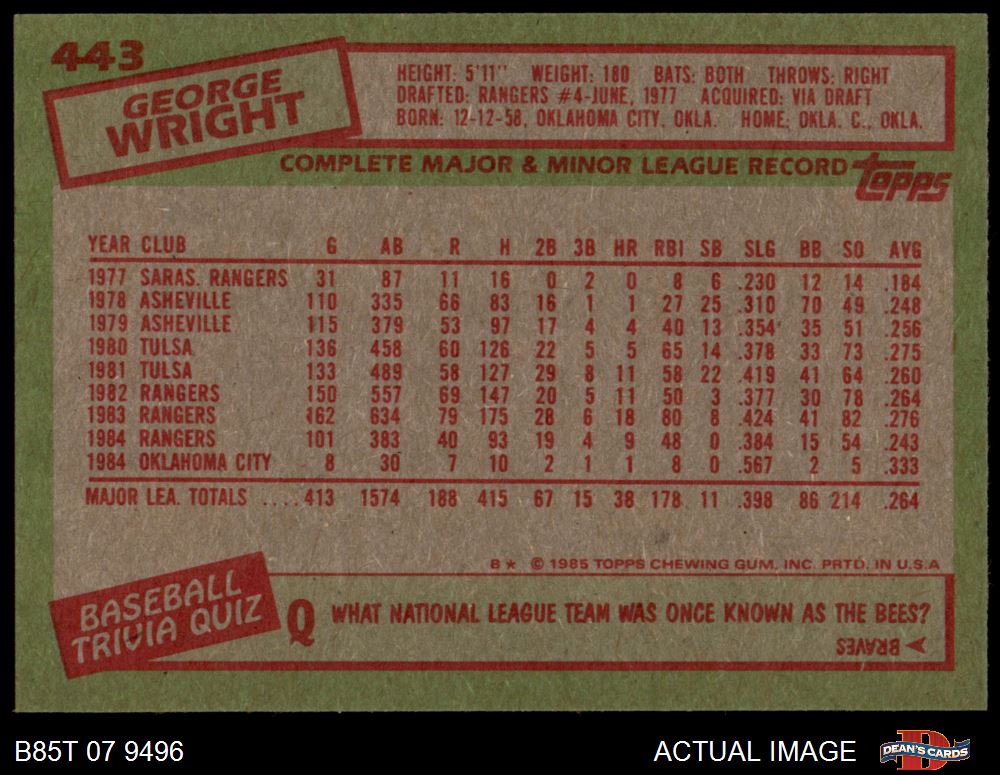 443
GEORGE
WRIGHT
HEIGHT: 5'11" WEIGHT: 180 BATS: BOTH THROWS: RIGHT
DRAFTED: RANGERS #4-JUNE, 1977 ACQUIRED: VIA DRAFT
BORN: 12-12-58, OKLAHOMA CITY, OKLA. HOME: OKLA. C., OKLA.
COMPLETE MAJOR & MINOR LEAGUE RECORD
Topps
YEAR CLUB G AB R H 2B 3B HR RBI SB SLG BB SO AVG
1977 SARAS. RANGERS 31 87 11 16 0 2 0 8 6 .230 12 14 .184
1978 ASHEVILLE 110 335 66 83 16 1 1 27 25 .310 70 49 .248
1979 ASHEVILLE 115 379 53 97 17 4 4 40 13 .354 35 51 .256
1980 TULSA 136 458 60 126 22 5 5 65 14 .378 33 73 .275
1981 TULSA 133 489 58 127 29 8 11 58 22 .419 41 64 .260
1982 RANGERS 150 557 69 147 20 5 11 50 3 .377 30 78 .264
1983 RANGERS 162 634 79 175 28 6 18 80 8 .424 41 82 .276
1984 RANGERS 101 383 40 93 19 4 9 48 0 .384 15 54 .243
1984 OKLAHOMA CITY 8 30 7 10 2 1 1 8 0 .567 2 5 .333
MAJOR LEA. TOTALS ....413 1574 188 415 67 15 38 178 11 .398 86 214 .264
B* © 1985 TOPPS CHEWING GUM, INC. PRTD. IN U.S.A
BASEBALL
TRIVIA QUIZ
Q WHAT NATIONAL LEAGUE TEAM WAS ONCE KNOWN AS THE BEES?
BRAVES
B85T 07 9496
ACTUAL IMAGE
D
DEAN'S CARDS